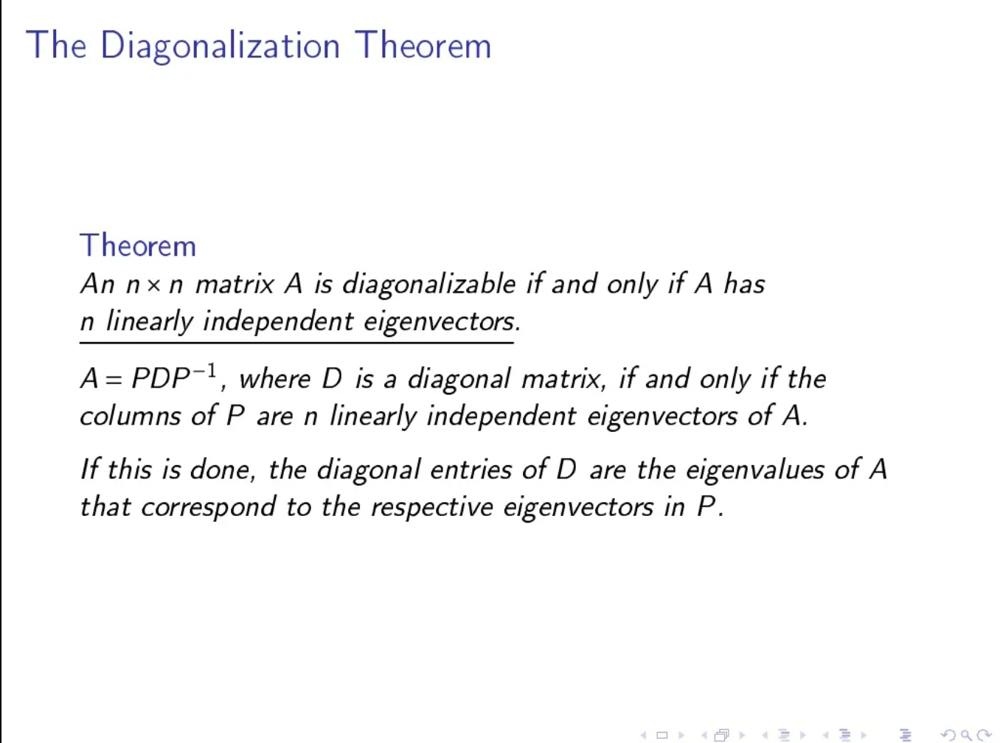 The Diagonalization Theorem
Theorem
An n × n matrix A is diagonalizable if and only if A has
n linearly independent eigenvectors.
A = PDP⁻¹, where D is a diagonal matrix, if and only if the
columns of P are n linearly independent eigenvectors of A.
If this is done, the diagonal entries of D are the eigenvalues of A
that correspond to the respective eigenvectors in P.